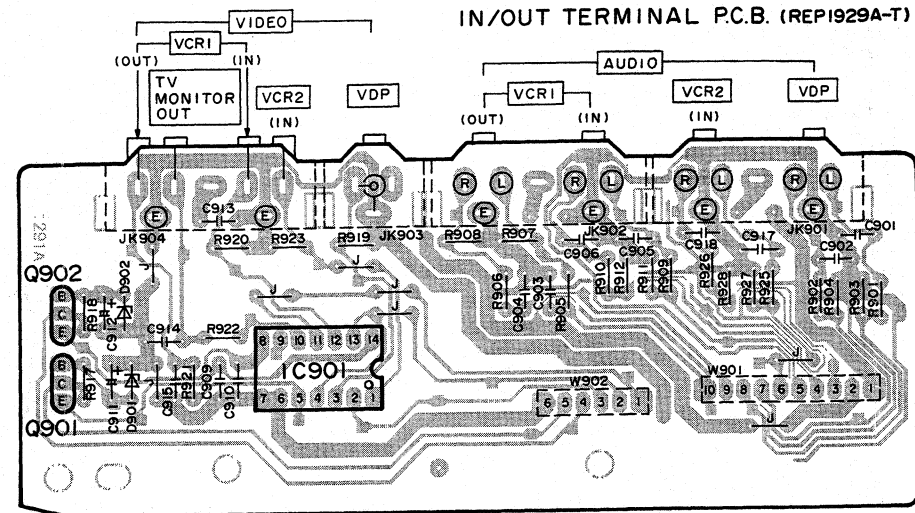 IN/OUT TERMINAL P.C.B. (REP1929A-T)
VIDEO
VCR1
(OUT) (IN)
TV
MONITOR
OUT
VCR2
(IN)
VDP
AUDIO
VCR1
(OUT) (IN)
VCR2
(IN)
VDP
R L R L R L R L
E E E E E E
C913
JK904 R920 R923 R919 JK903 R908 R907 JK902 C906 C905 C918 C917 JK901 C902 C901
291A
Q902
B
C
E
R918 C912 D902
J J J J J
C914 R922
R906 C904 C903 R905 R910 R912 R911 R909 R926 R928 R927 R925 R902 R904 R903 R901
8 9 10 11 12 13 14
IC901
7 6 5 4 3 2 1
B
C
E
Q901
R917 C911 D901 J C915 R921 C909 C910
W902
6 5 4 3 2 1
J
W901
10 9 8 7 6 5 4 3 2 1
J